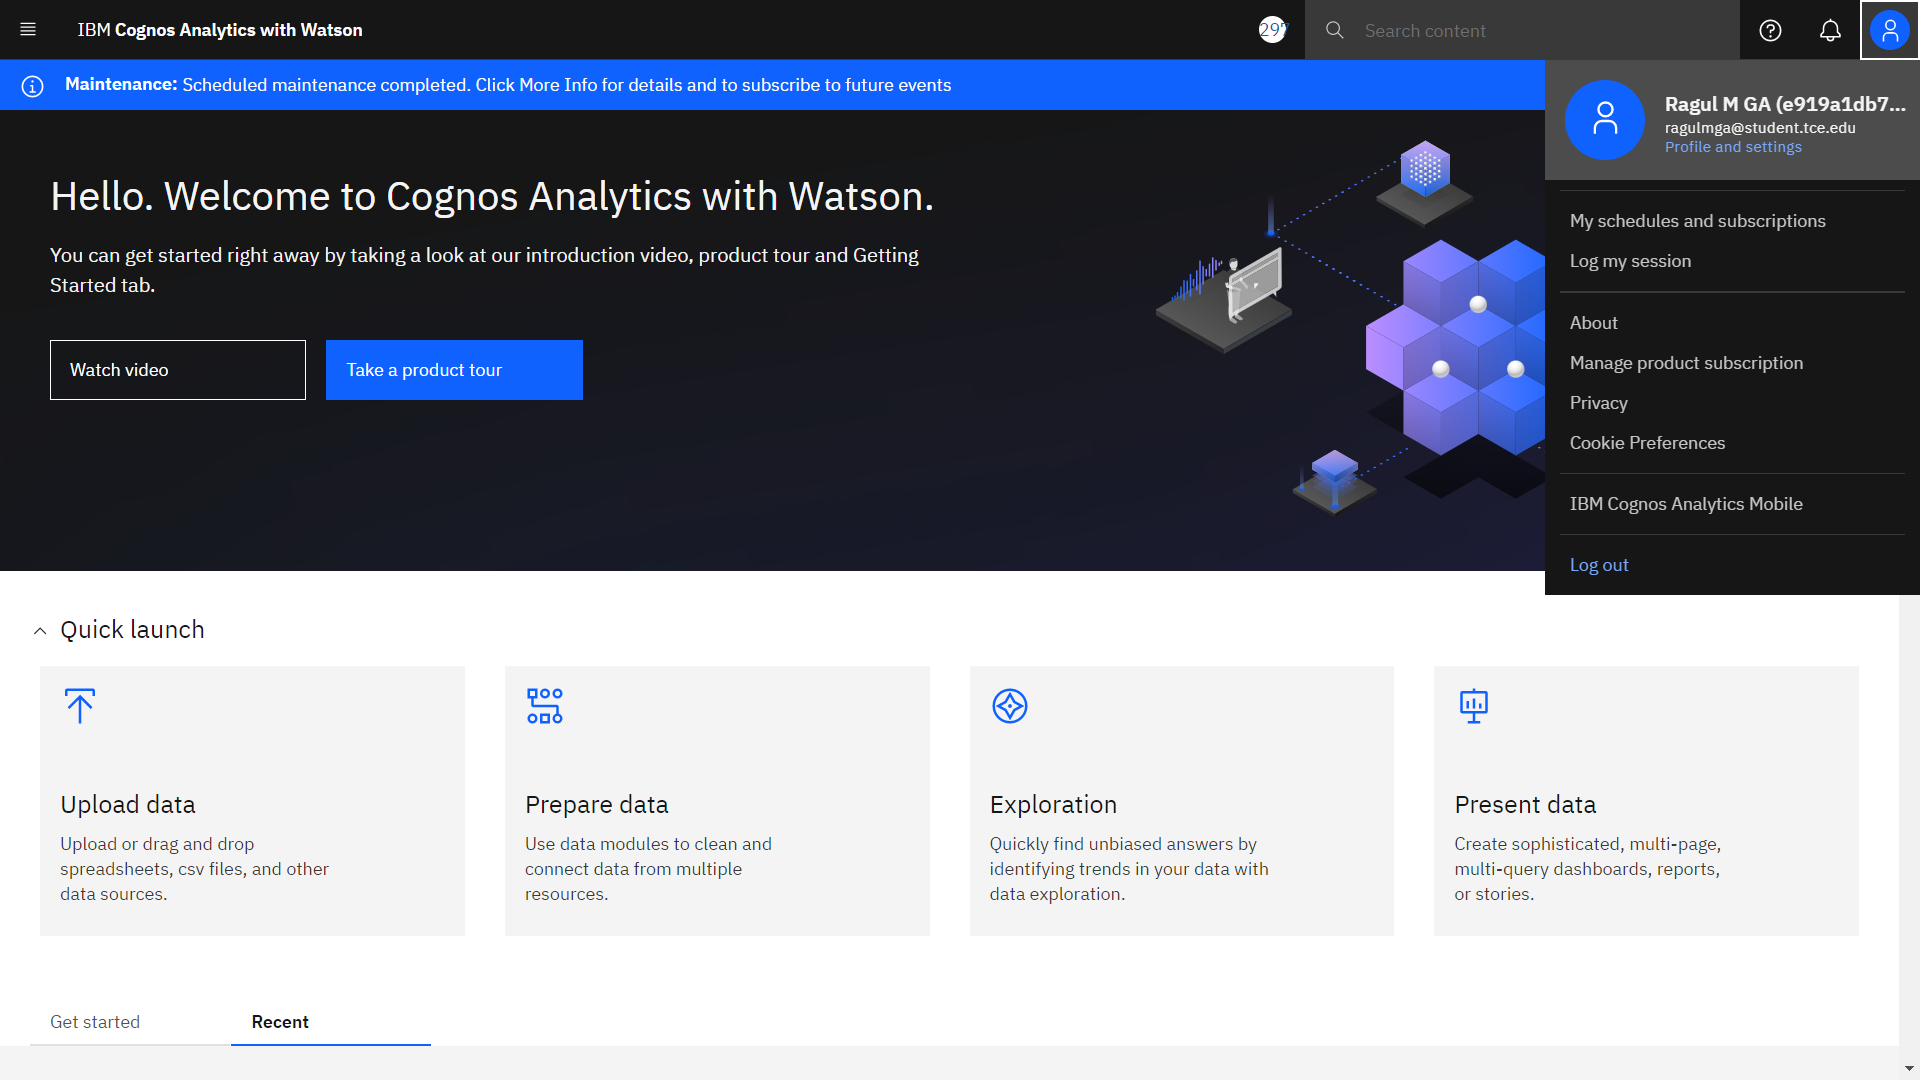 IBM Cognos Analytics with Watson
297
Search content
Maintenance: Scheduled maintenance completed. Click More Info for details and to subscribe to future events
Ragul M GA (e919a1db7...
ragulmga@student.tce.edu
Profile and settings
My schedules and subscriptions
Log my session
About
Manage product subscription
Privacy
Cookie Preferences
IBM Cognos Analytics Mobile
Log out
Hello. Welcome to Cognos Analytics with Watson.
You can get started right away by taking a look at our introduction video, product tour and Getting
Started tab.
Watch video
Take a product tour
Quick launch
Upload data
Upload or drag and drop
spreadsheets, csv files, and other
data sources.
Prepare data
Use data modules to clean and
connect data from multiple
resources.
Exploration
Quickly find unbiased answers by
identifying trends in your data with
data exploration.
Present data
Create sophisticated, multi-page,
multi-query dashboards, reports,
or stories.
Get started
Recent